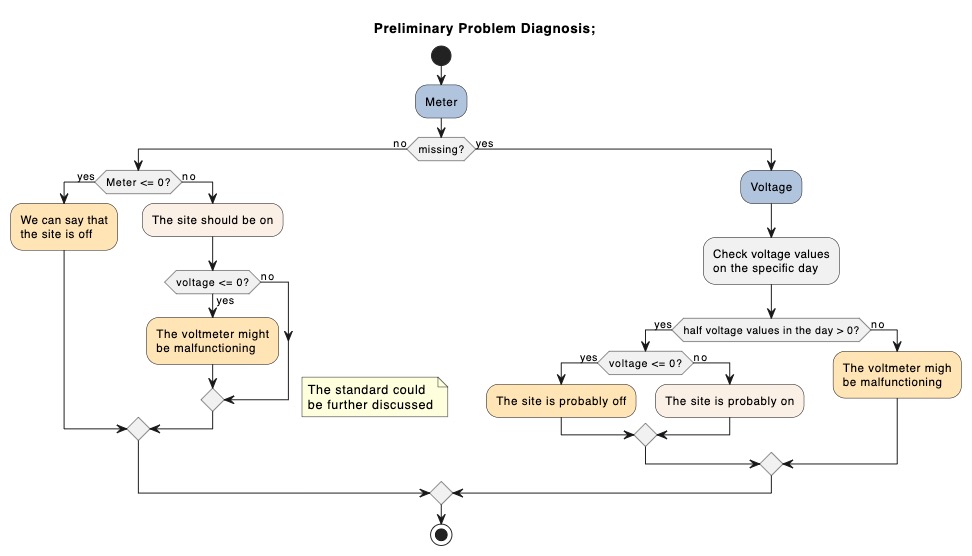 Preliminary Problem Diagnosis;
Meter
missing?
no
yes
Meter <= 0?
yes
no
We can say that
the site is off
The site should be on
voltage <= 0?
no
yes
The voltmeter might
be malfunctioning
The standard could
be further discussed
Voltage
Check voltage values
on the specific day
half voltage values in the day > 0?
yes
no
voltage <= 0?
yes
no
The site is probably off
The site is probably on
The voltmeter migh
be malfunctioning